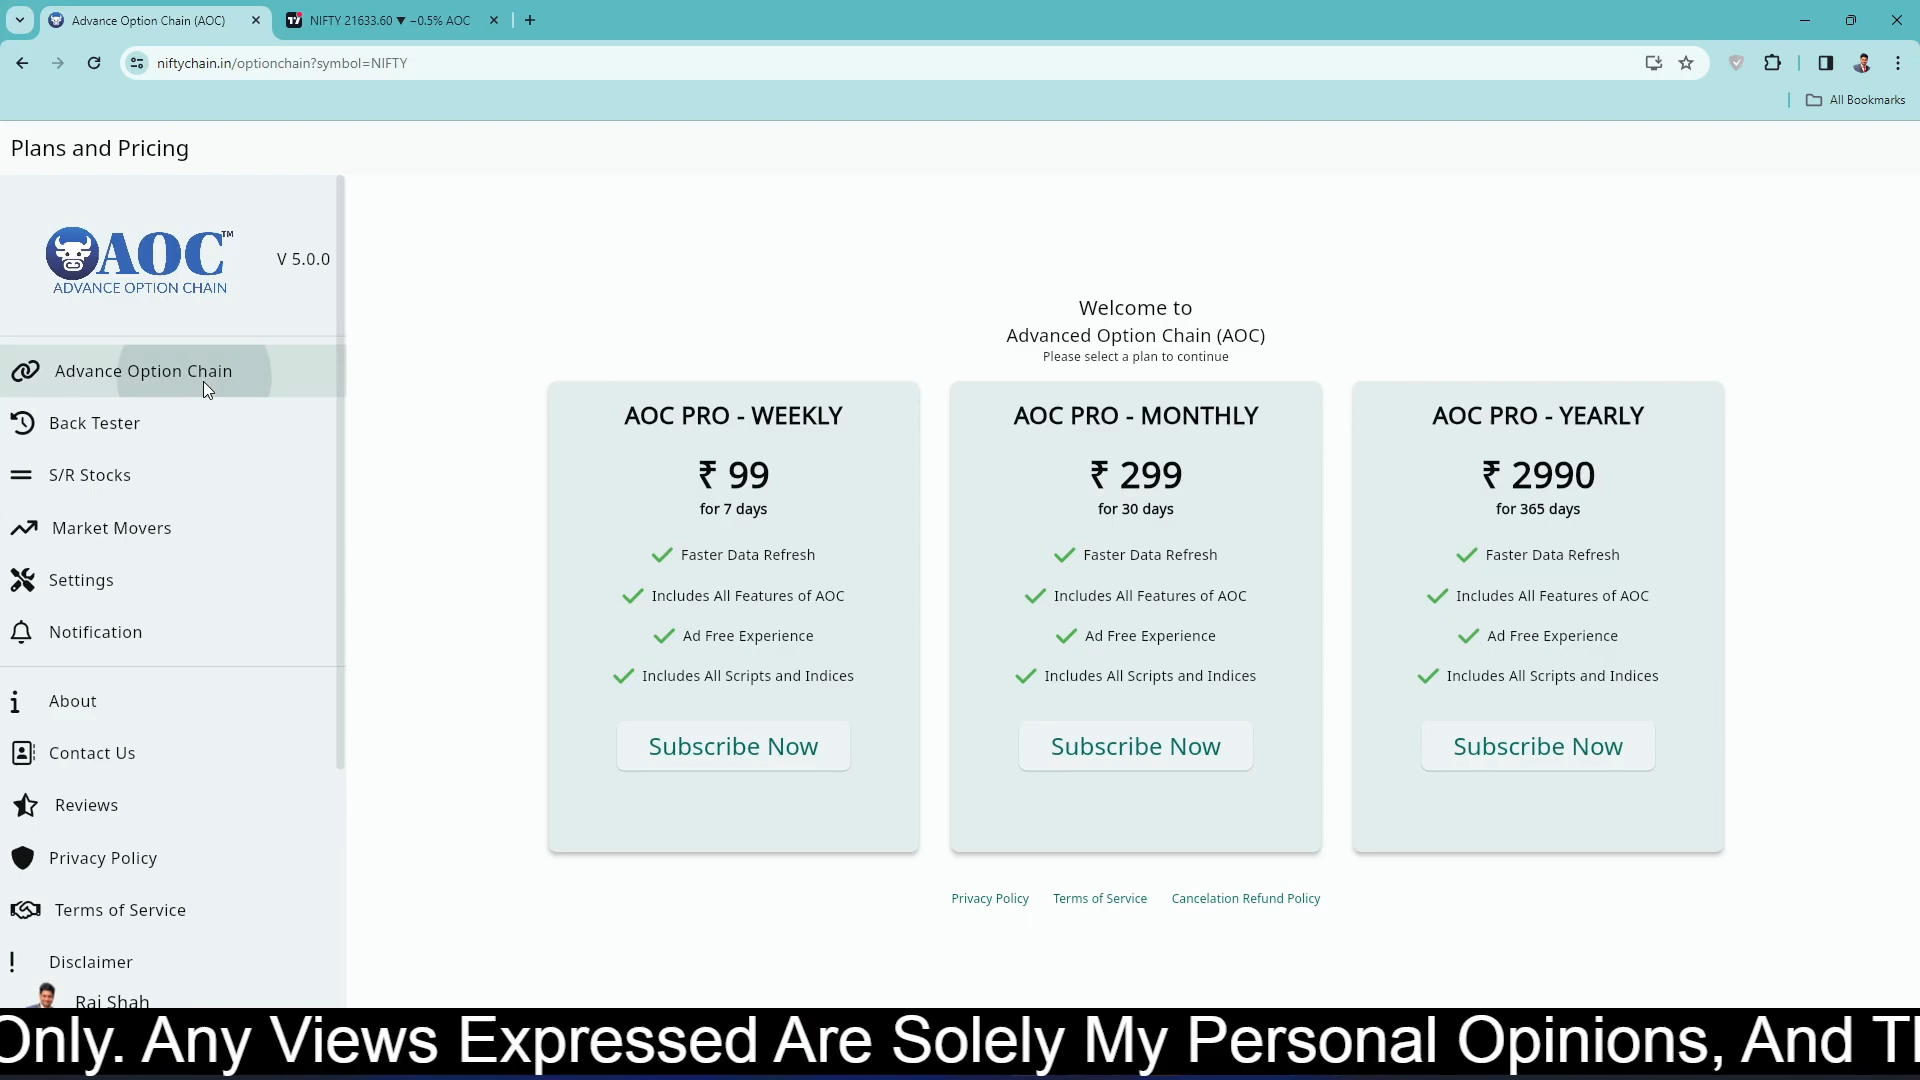 Advance Option Chain (AOC)
NIFTY 21633.60 ▼ −0.5% AOC
niftychain.in/optionchain?symbol=NIFTY
All Bookmarks
Plans and Pricing
AOC™
ADVANCE OPTION CHAIN
V 5.0.0
Advance Option Chain
Back Tester
S/R Stocks
Market Movers
Settings
Notification
About
Contact Us
Reviews
Privacy Policy
Terms of Service
Disclaimer
Raj Shah
Welcome to
Advanced Option Chain (AOC)
Please select a plan to continue
AOC PRO - WEEKLY
₹ 99
for 7 days
Faster Data Refresh
Includes All Features of AOC
Ad Free Experience
Includes All Scripts and Indices
Subscribe Now
AOC PRO - MONTHLY
₹ 299
for 30 days
Faster Data Refresh
Includes All Features of AOC
Ad Free Experience
Includes All Scripts and Indices
Subscribe Now
AOC PRO - YEARLY
₹ 2990
for 365 days
Faster Data Refresh
Includes All Features of AOC
Ad Free Experience
Includes All Scripts and Indices
Subscribe Now
Privacy Policy Terms of Service Cancelation Refund Policy
Only. Any Views Expressed Are Solely My Personal Opinions, And